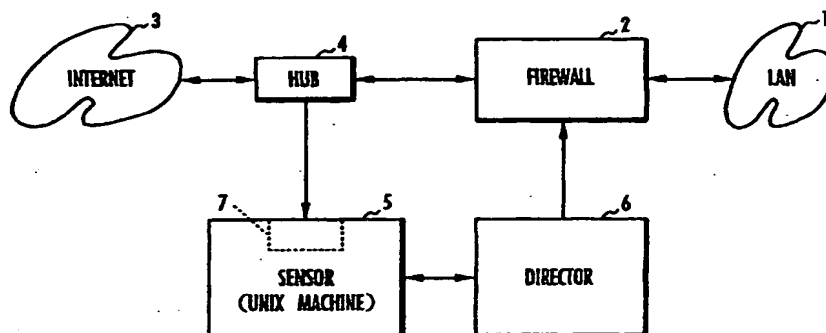 3
INTERNET
4
HUB
2
FIREWALL
1
LAN
7
5
SENSOR
(UNIX MACHINE)
6
DIRECTOR